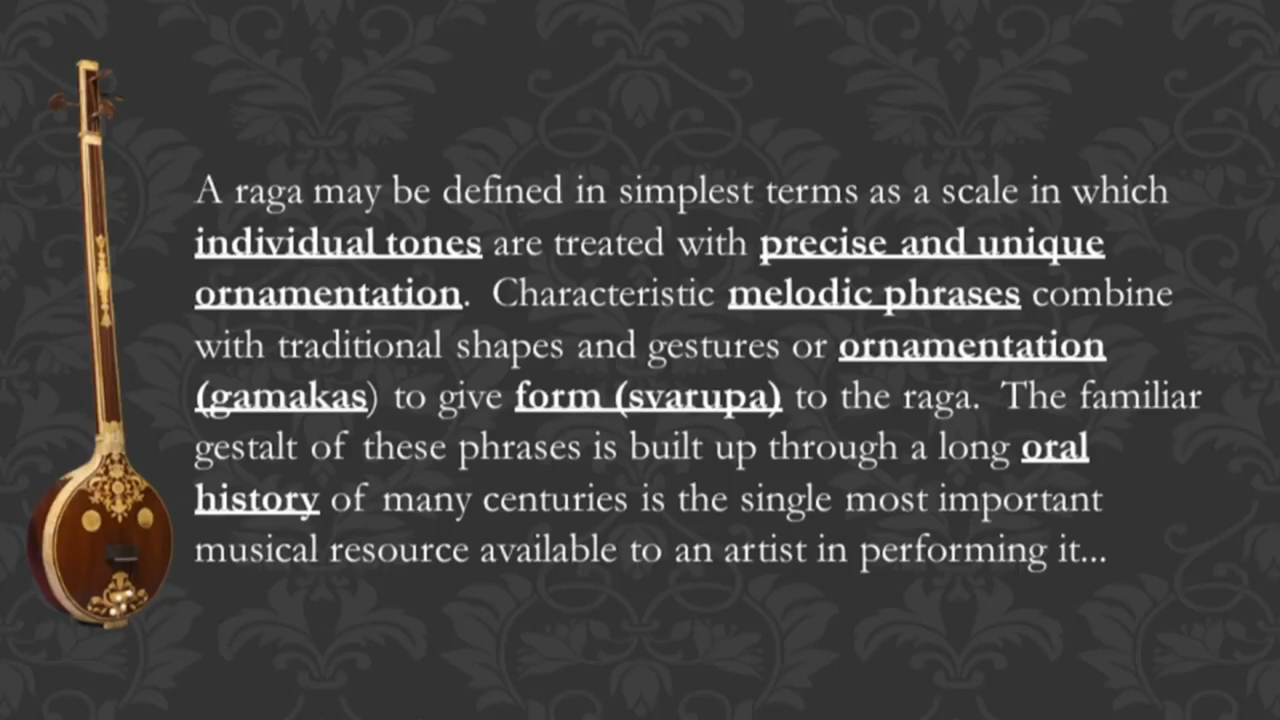 A raga may be defined in simplest terms as a scale in which
individual tones are treated with precise and unique
ornamentation.  Characteristic melodic phrases combine
with traditional shapes and gestures or ornamentation
(gamakas) to give form (svarupa) to the raga.  The familiar
gestalt of these phrases is built up through a long oral
history of many centuries is the single most important
musical resource available to an artist in performing it...